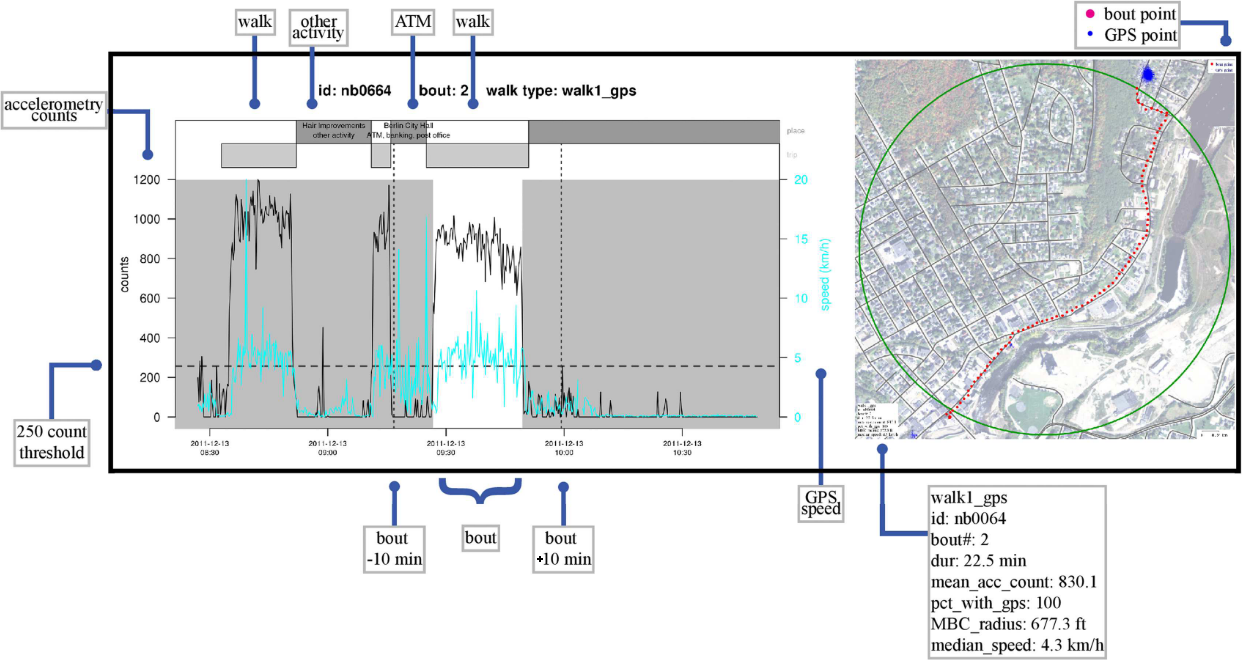 walk
other
activity
ATM
walk
bout point
GPS point
accelerometry
counts
id: nb0664 bout: 2 walk type: walk1_gps
Hair Improvements
other activity
Berlin City Hall
ATM, banking, post office
place
trip
1200
1000
800
600
400
200
0
counts
20
15
10
5
0
speed (km/h)
2011-12-13
08:30
2011-12-13
09:00
2011-12-13
09:30
2011-12-13
10:00
2011-12-13
10:30
250 count
threshold
bout
-10 min
bout
bout
+10 min
GPS
speed
walk1_gps
id: nb0064
bout#: 2
dur: 22.5 min
mean_acc_count: 830.1
pct_with_gps: 100
MBC_radius: 677.3 ft
median_speed: 4.3 km/h